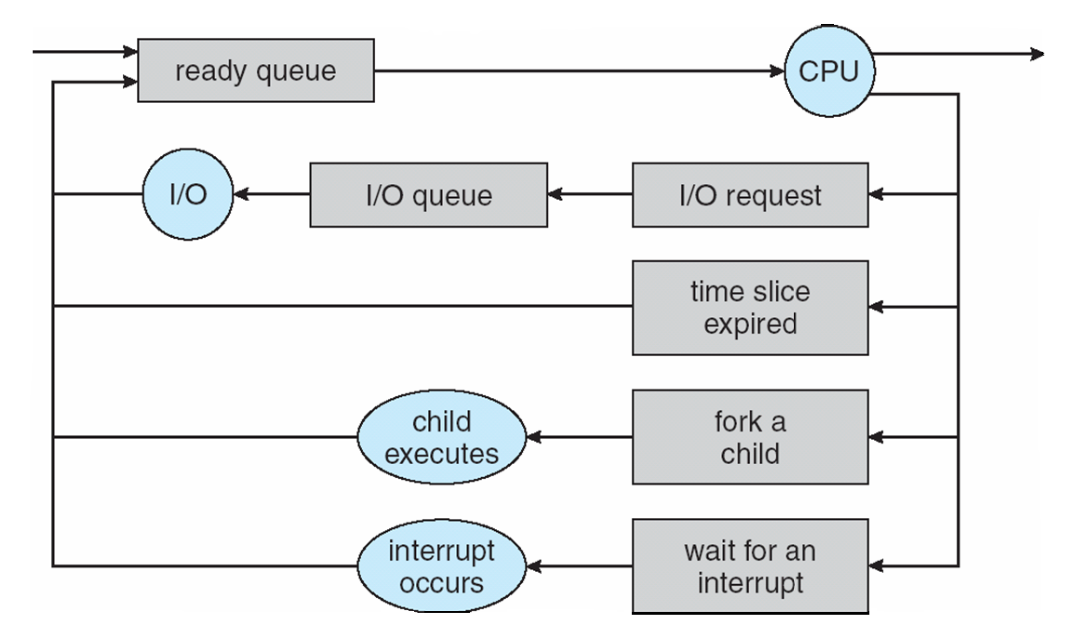 ready queue
CPU
I/O
I/O queue
I/O request
time slice
expired
child
executes
fork a
child
interrupt
occurs
wait for an
interrupt